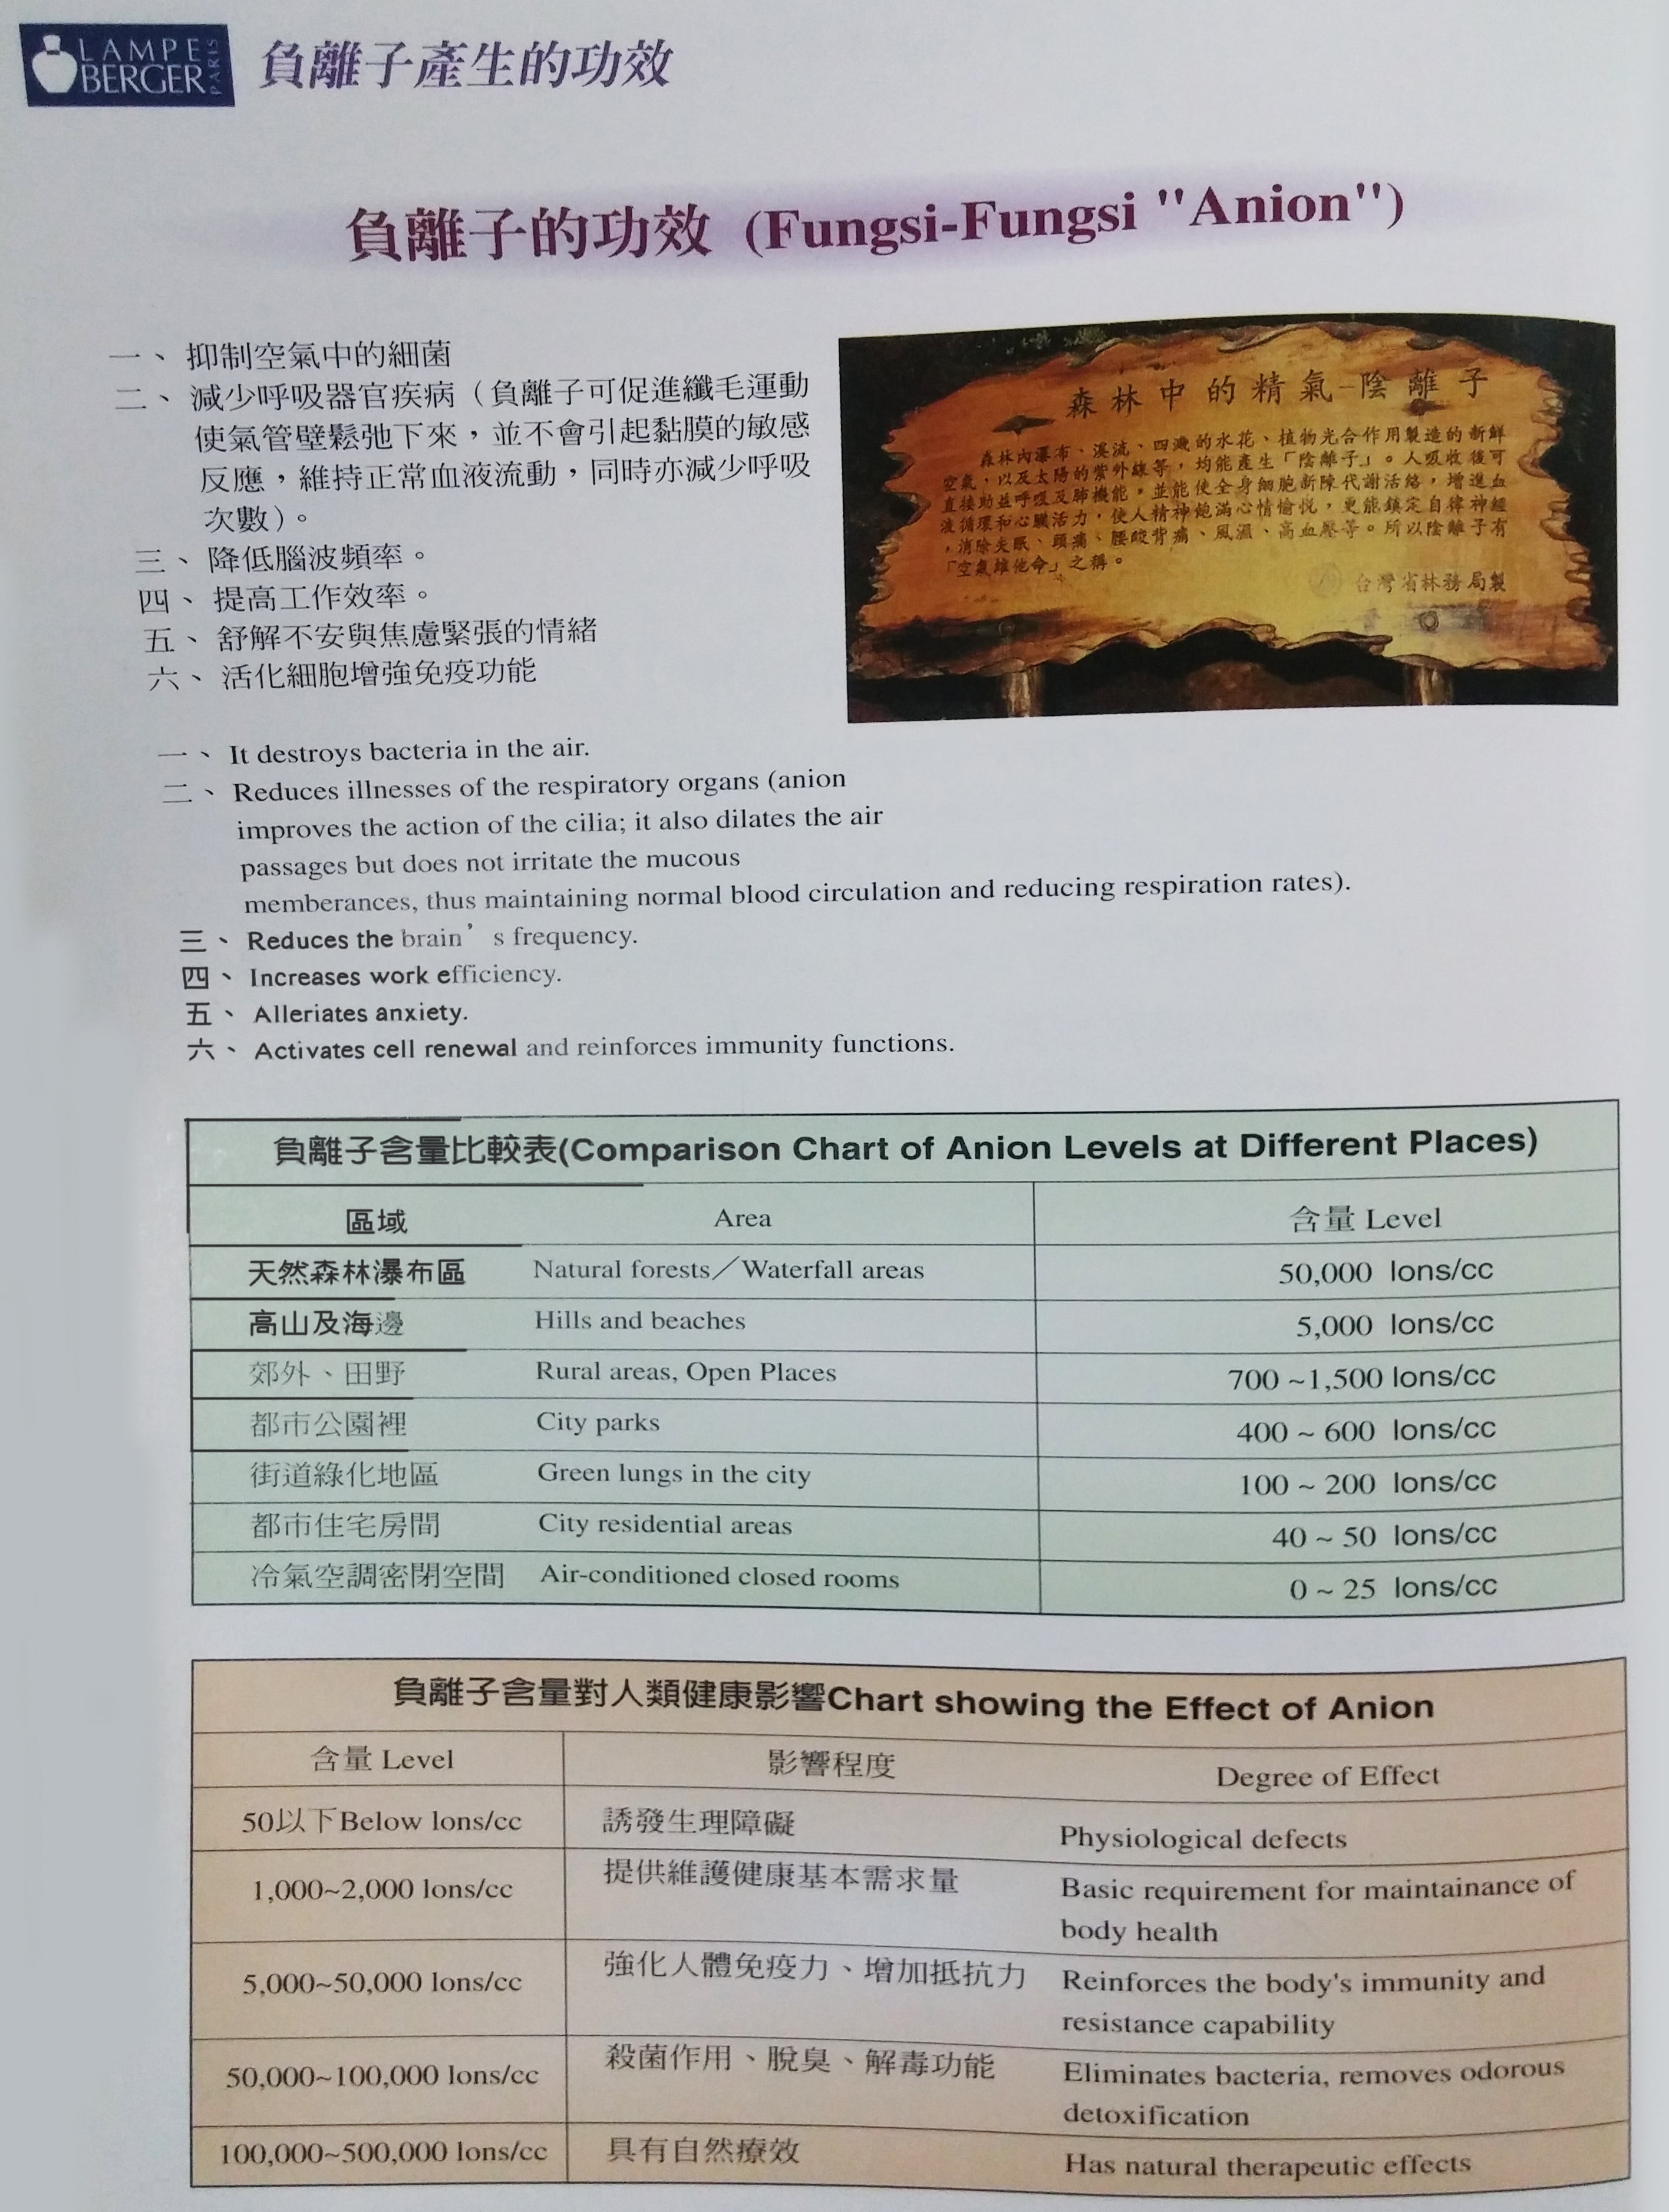 LAMPE
BERGER
PARIS
負離子產生的功效
負離子的功效 (Fungsi-Fungsi "Anion")
一、抑制空氣中的細菌
二、減少呼吸器官疾病（負離子可促進纖毛運動
使氣管壁鬆弛下來，並不會引起黏膜的敏感
反應，維持正常血液流動，同時亦減少呼吸
次數）。
三、降低腦波頻率。
四、提高工作效率。
五、舒解不安與焦慮緊張的情緒
六、活化細胞增強免疫功能
森林中的精氣-陰離子
森林內瀑布、溪流、四濺的水花、植物光合作用製造的新鮮
空氣，以及太陽的紫外線等，均能產生「陰離子」。人吸收後可
直接助益呼吸及肺機能。並能使全身細胞新陳代謝活絡，增進血
液循環和心臟活力，使人精神飽滿心情愉悅，更能鎮定自律神經
，消除失眠、頭痛、腰酸背痛、風濕、高血壓等。所以陰離子有
「空氣維他命」之稱。
台灣省林務局製
一、It destroys bacteria in the air.
二、Reduces illnesses of the respiratory organs (anion
improves the action of the cilia; it also dilates the air
passages but does not irritate the mucous
memberances, thus maintaining normal blood circulation and reducing respiration rates).
三、Reduces the brain's frequency.
四、Increases work efficiency.
五、Alleriates anxiety.
六、Activates cell renewal and reinforces immunity functions.
負離子含量比較表(Comparison Chart of Anion Levels at Different Places)
區域 Area 含量 Level
天然森林瀑布區 Natural forests／Waterfall areas 50,000 Ions/cc
高山及海邊 Hills and beaches 5,000 Ions/cc
郊外、田野 Rural areas, Open Places 700 ~1,500 Ions/cc
都市公園裡 City parks 400 ~ 600 Ions/cc
街道綠化地區 Green lungs in the city 100 ~ 200 Ions/cc
都市住宅房間 City residential areas 40 ~ 50 Ions/cc
冷氣空調密閉空間 Air-conditioned closed rooms 0 ~ 25 Ions/cc
負離子含量對人類健康影響Chart showing the Effect of Anion
含量 Level 影響程度 Degree of Effect
50以下Below lons/cc 誘發生理障礙 Physiological defects
1,000~2,000 lons/cc 提供維護健康基本需求量 Basic requirement for maintainance of
body health
5,000~50,000 lons/cc 強化人體免疫力、增加抵抗力 Reinforces the body's immunity and
resistance capability
50,000~100,000 lons/cc 殺菌作用、脫臭、解毒功能 Eliminates bacteria, removes odorous
detoxification
100,000~500,000 lons/cc 具有自然療效 Has natural therapeutic effects